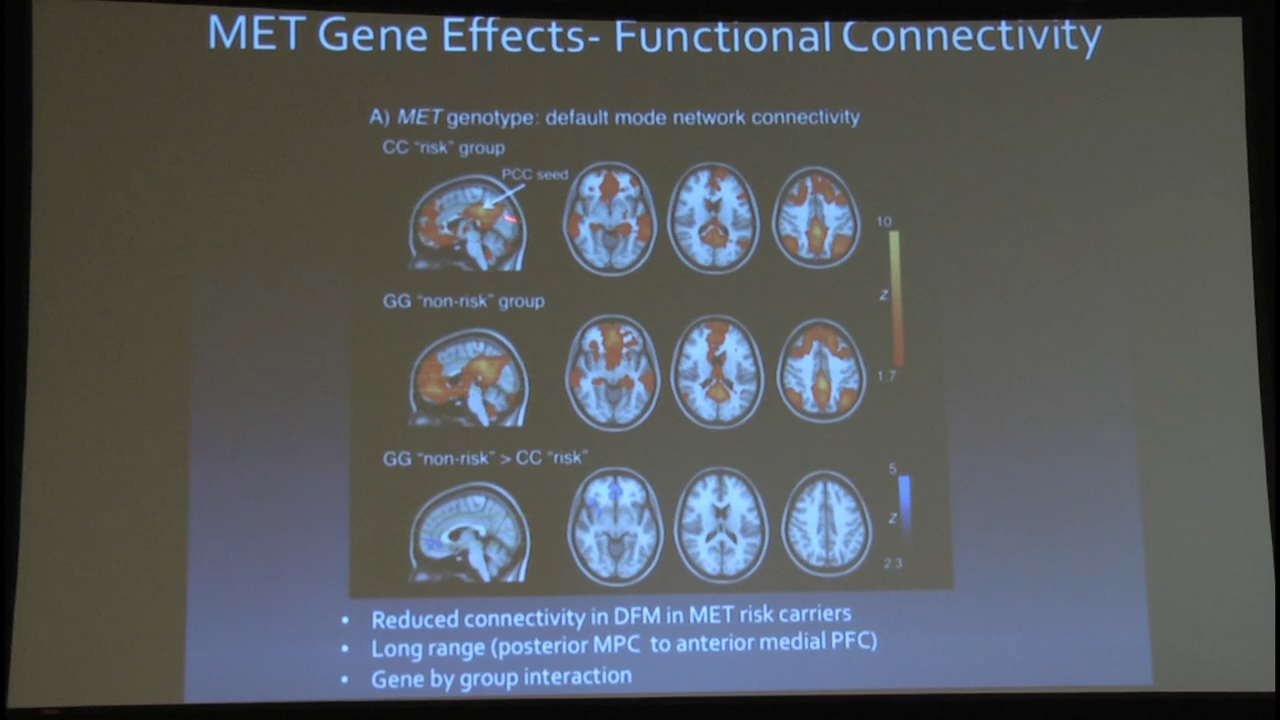 MET Gene Effects- Functional Connectivity
A) MET genotype: default mode network connectivity
CC "risk" group
PCC seed
10
Z
1.7
GG "non-risk" group
GG "non-risk" > CC "risk"
5
Z
2.3
• Reduced connectivity in DFM in MET risk carriers
• Long range (posterior MPC to anterior medial PFC)
• Gene by group interaction